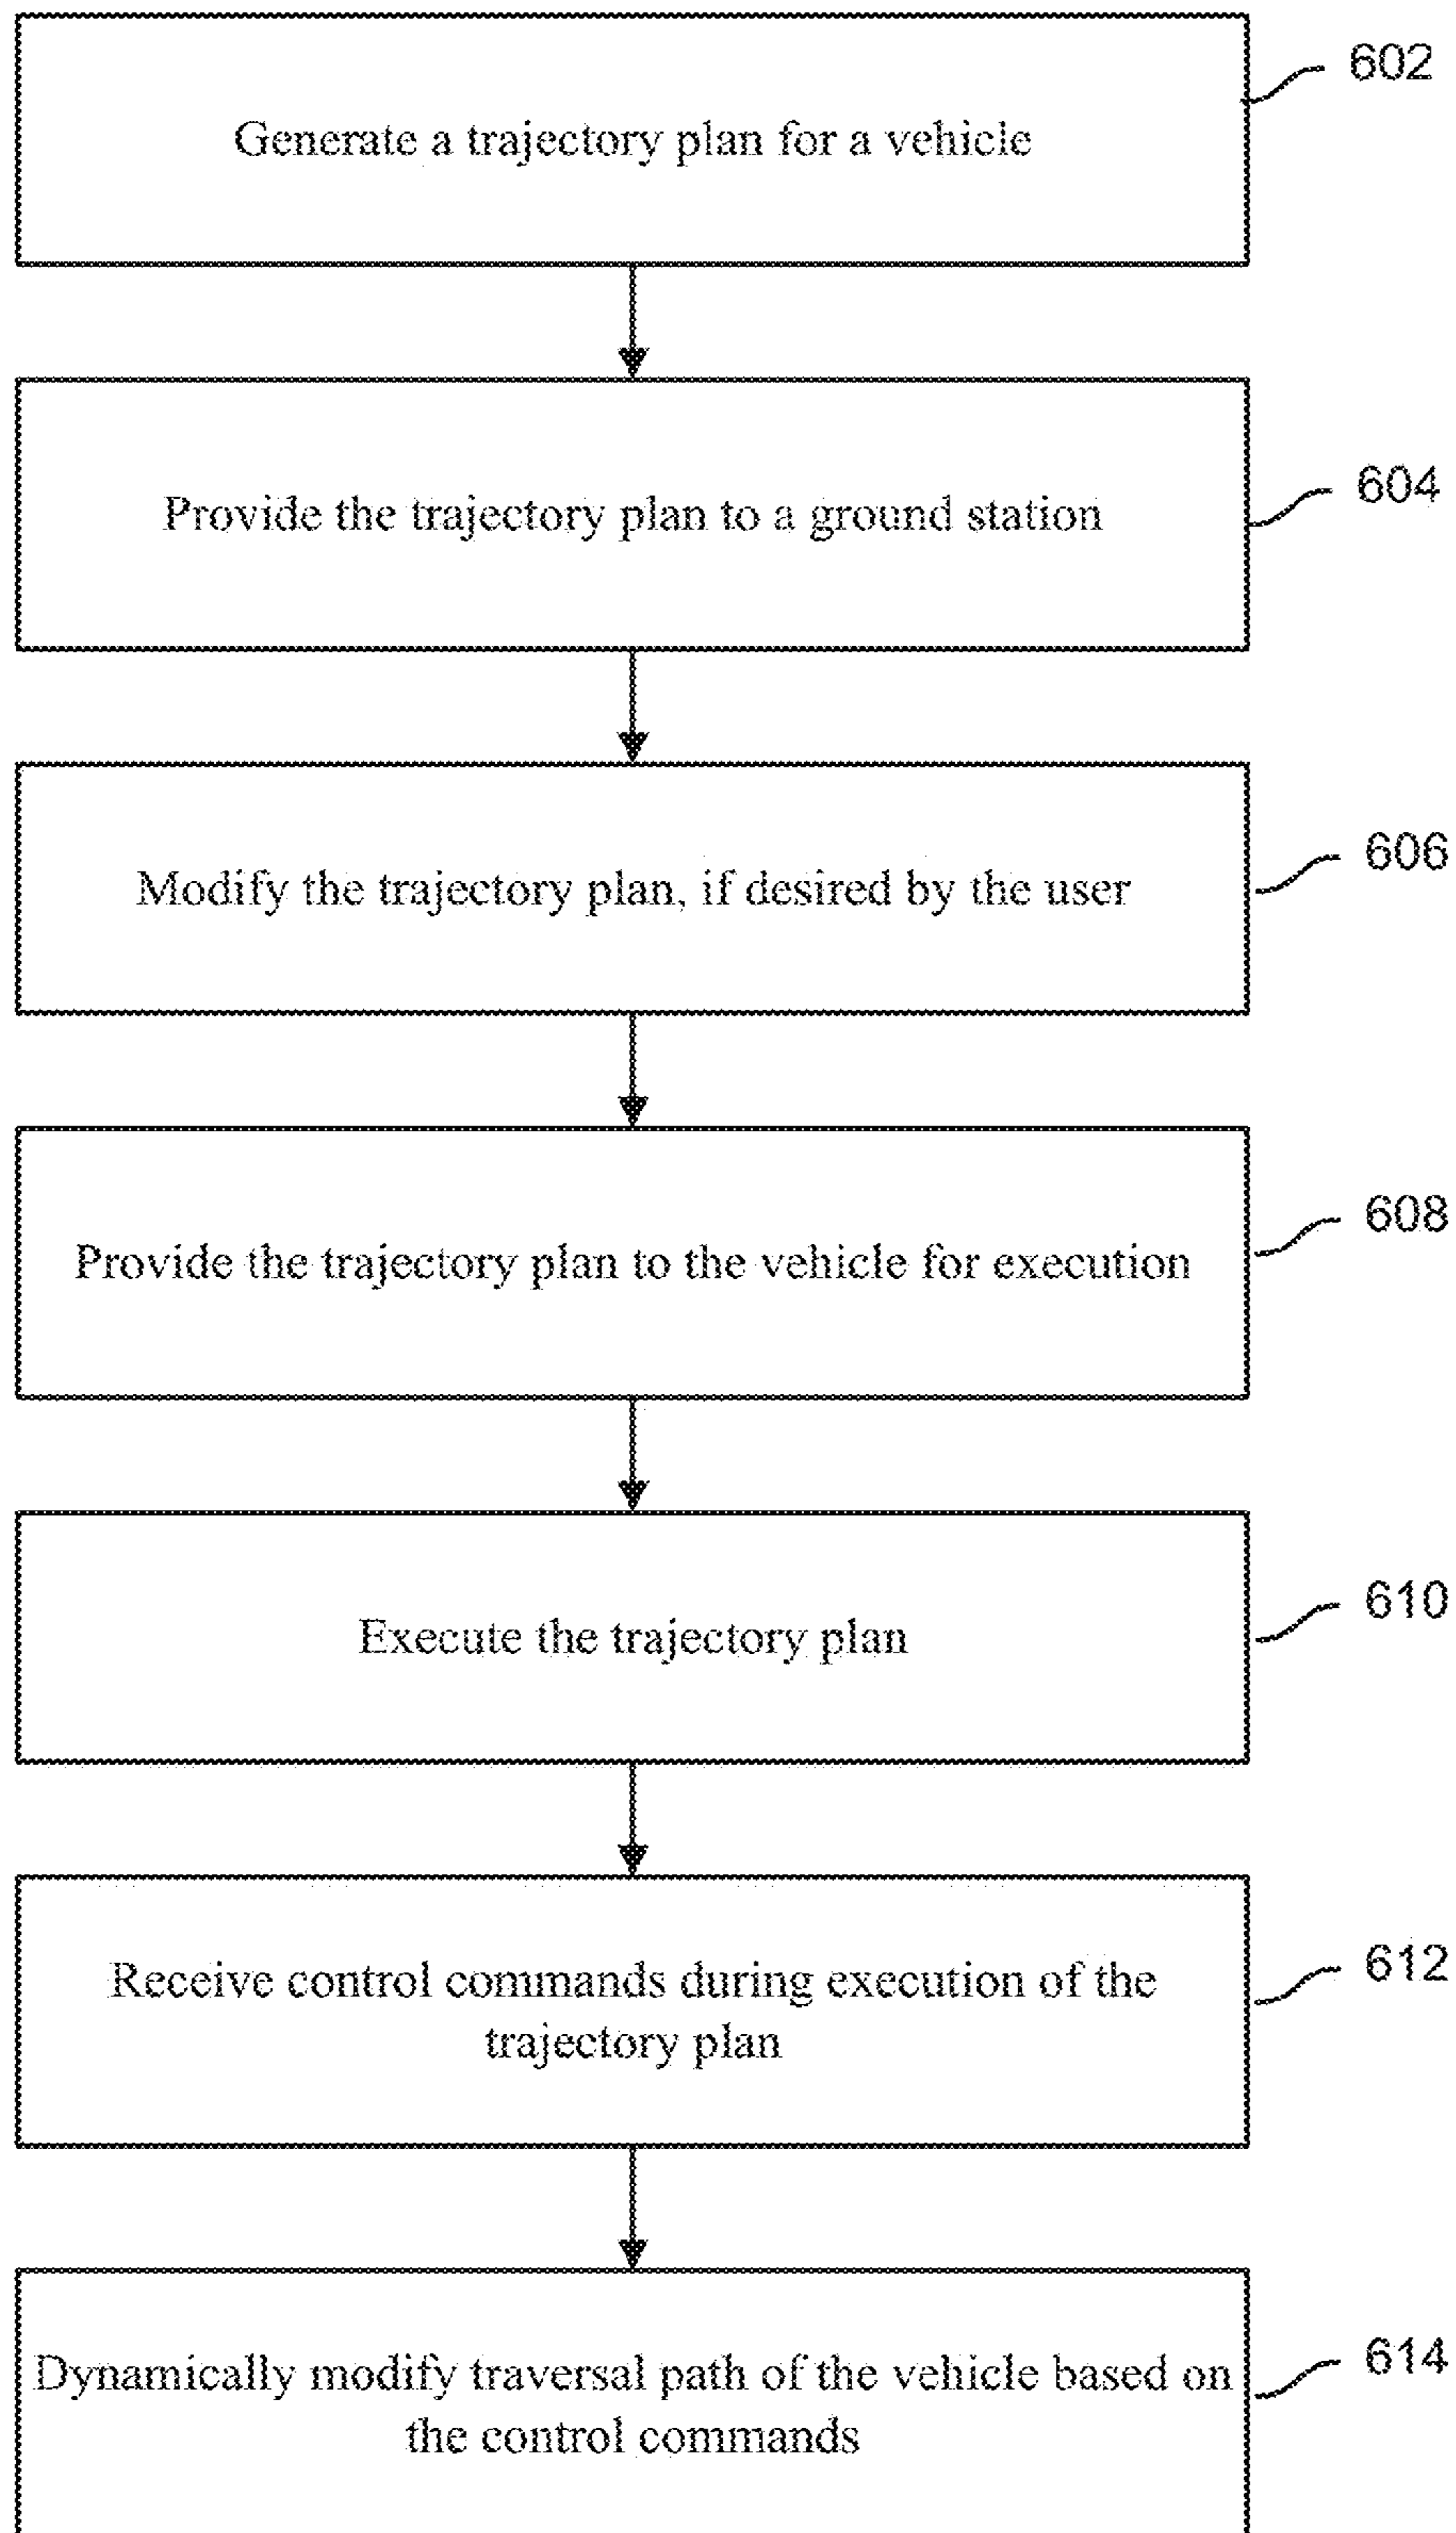 602
Generate a trajectory plan for a vehicle
604
Provide the trajectory plan to a ground station
606
Modify the trajectory plan, if desired by the user
608
Provide the trajectory plan to the vehicle for execution
610
Execute the trajectory plan
612
Receive control commands during execution of the
trajectory plan
614
Dynamically modify traversal path of the vehicle based on
the control commands